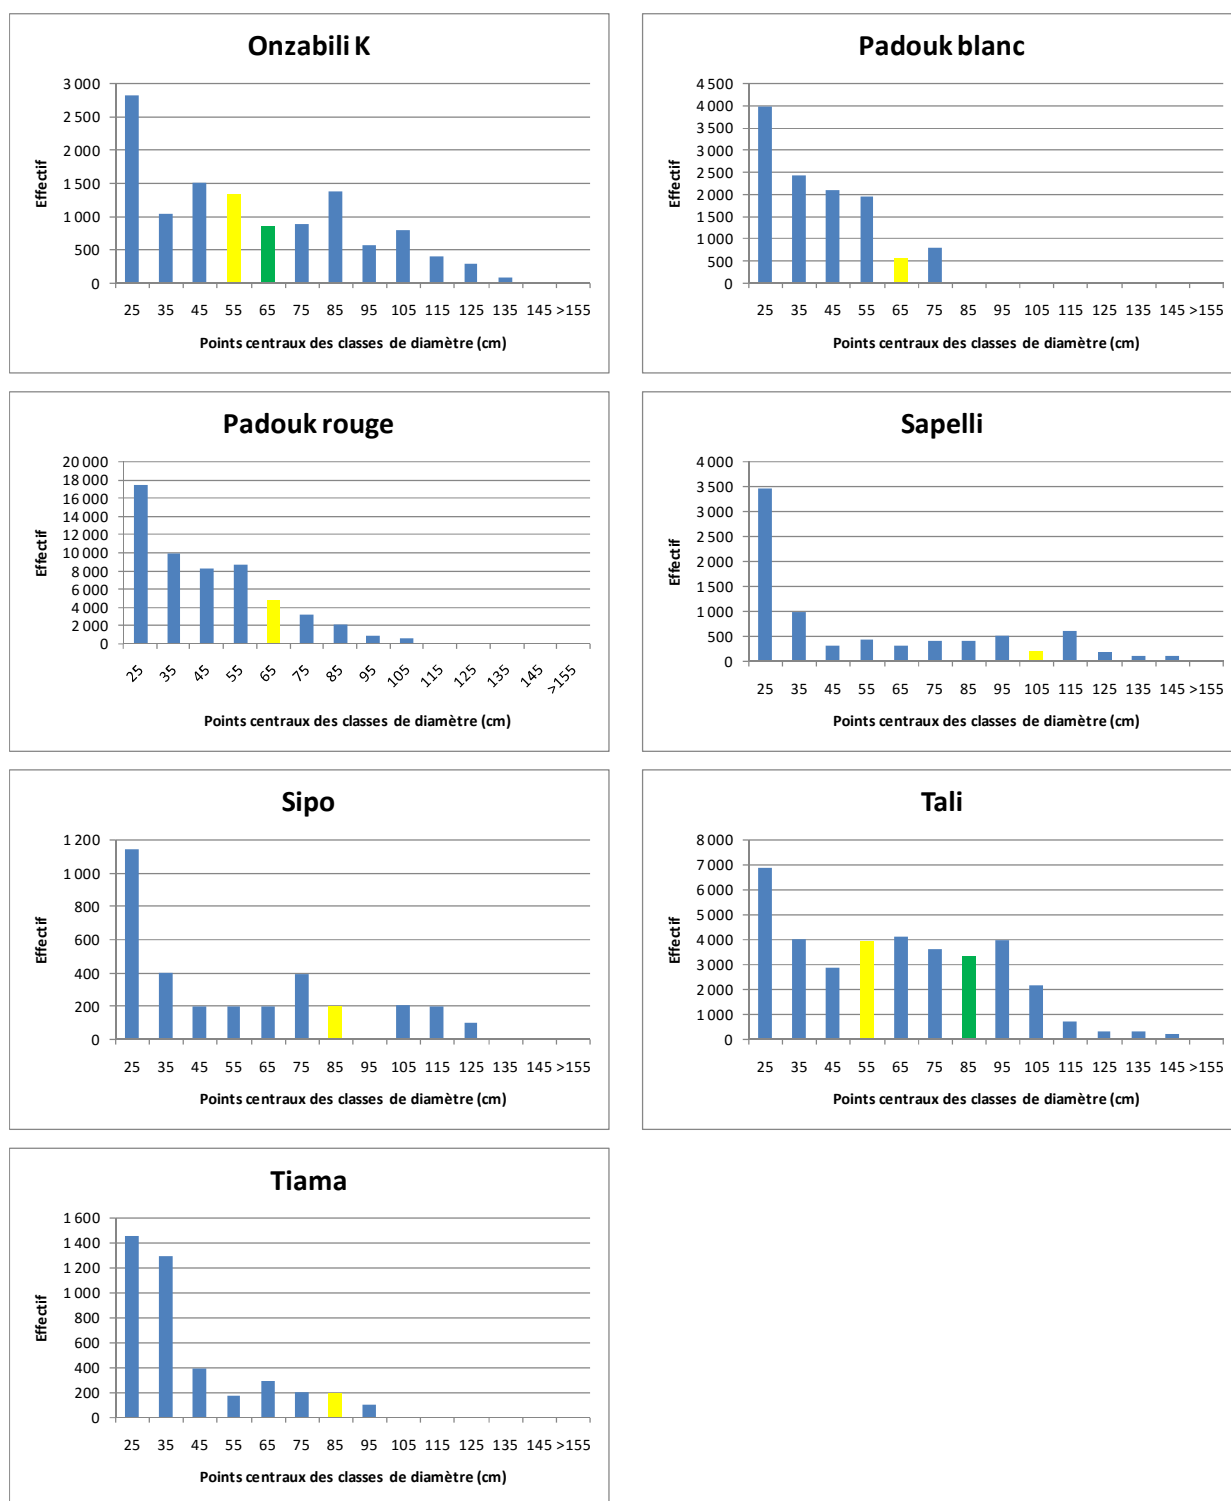 Onzabili K
3 000
2 500
2 000
1 500
1 000
500
0
Effectif
25 35 45 55 65 75 85 95 105 115 125 135 145 >155
Points centraux des classes de diamètre (cm)
Padouk blanc
4 500
4 000
3 500
3 000
2 500
2 000
1 500
1 000
500
0
Effectif
25 35 45 55 65 75 85 95 105 115 125 135 145 >155
Points centraux des classes de diamètre (cm)
Padouk rouge
20 000
18 000
16 000
14 000
12 000
10 000
8 000
6 000
4 000
2 000
0
Effectif
25 35 45 55 65 75 85 95 105 115 125 135 145 >155
Points centraux des classes de diamètre (cm)
Sapelli
4 000
3 500
3 000
2 500
2 000
1 500
1 000
500
0
Effectif
25 35 45 55 65 75 85 95 105 115 125 135 145 >155
Points centraux des classes de diamètre (cm)
Sipo
1 200
1 000
800
600
400
200
0
Effectif
25 35 45 55 65 75 85 95 105 115 125 135 145 >155
Points centraux des classes de diamètre (cm)
Tali
8 000
7 000
6 000
5 000
4 000
3 000
2 000
1 000
0
Effectif
25 35 45 55 65 75 85 95 105 115 125 135 145 >155
Points centraux des classes de diamètre (cm)
Tiama
1 600
1 400
1 200
1 000
800
600
400
200
0
Effectif
25 35 45 55 65 75 85 95 105 115 125 135 145 >155
Points centraux des classes de diamètre (cm)